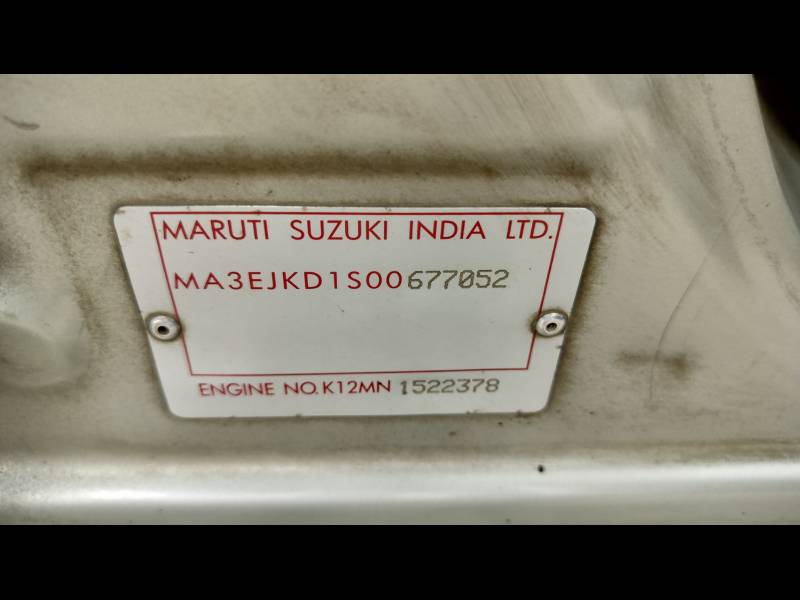 MARUTI SUZUKI INDIA LTD.
MA3EJKD1S00677052
ENGINE NO.K12MN 1522378